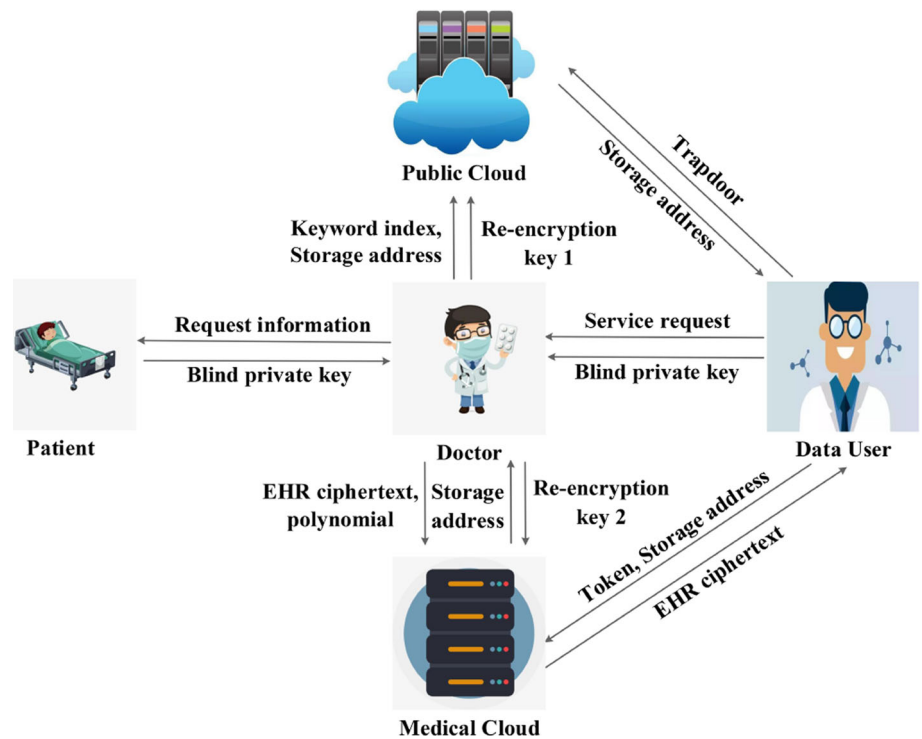 Public Cloud
Trapdoor
Storage address
Keyword index,
Storage address
Re-encryption
key 1
Request information
Blind private key
Service request
Blind private key
Patient
Doctor
Data User
EHR ciphertext,
polynomial
Storage
address
Re-encryption
key 2
Token, Storage address
EHR ciphertext
Medical Cloud